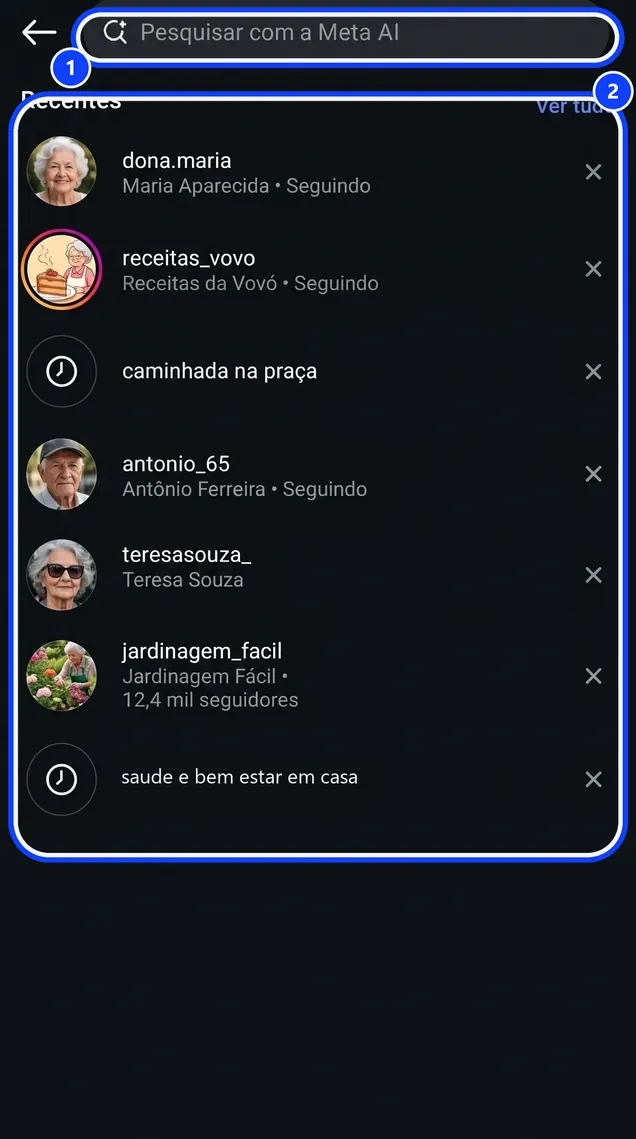 Pesquisar com a Meta AI
1
2
Recentes
Ver tudo
dona.maria
Maria Aparecida • Seguindo
receitas_vovo
Receitas da Vovó • Seguindo
caminhada na praça
antonio_65
Antônio Ferreira • Seguindo
teresasouza_
Teresa Souza
jardinagem_facil
Jardinagem Fácil •
12,4 mil seguidores
saude e bem estar em casa